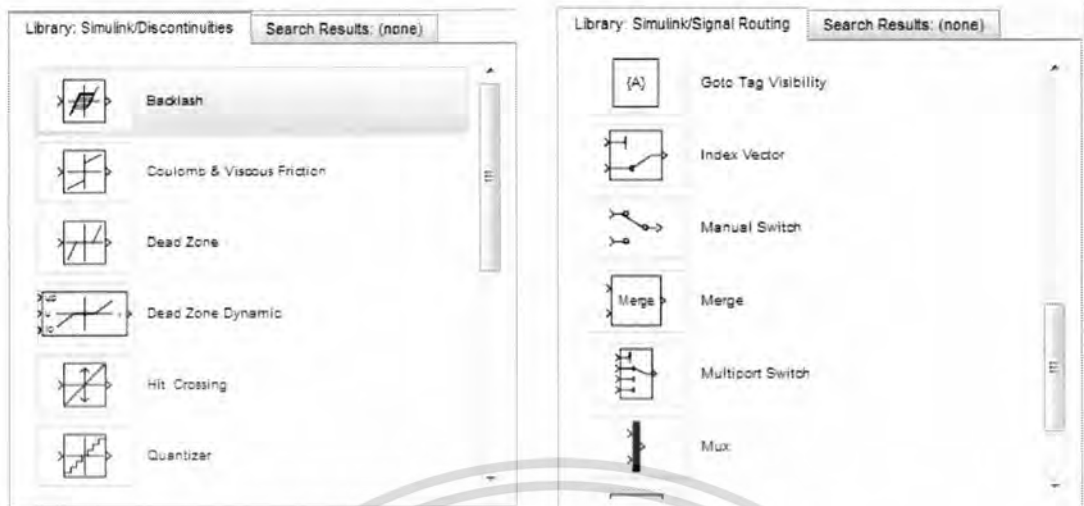 Library: Simulink/Discontinuities
Search Results: (none)
Backlash
Coulomb & Viscous Friction
Dead Zone
Dead Zone Dynamic
Hit Crossing
Quantizer
Library: Simulink/Signal Routing
Search Results: (none)
{A}
Goto Tag Visibility
Index Vector
Manual Switch
Merge
Merge
Multiport Switch
Mux